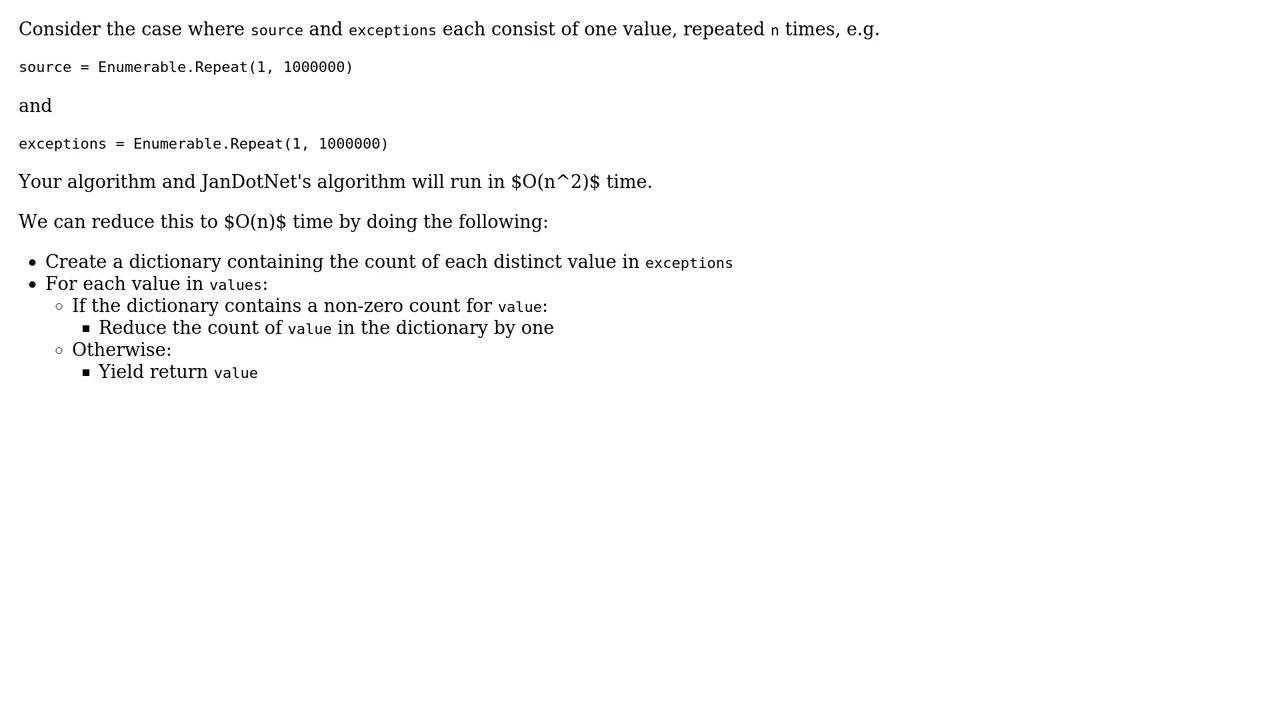 Consider the case where source and exceptions each consist of one value, repeated n times, e.g.
source = Enumerable.Repeat(1, 1000000)
and
exceptions = Enumerable.Repeat(1, 1000000)
Your algorithm and JanDotNet's algorithm will run in $O(n^2)$ time.
We can reduce this to $O(n)$ time by doing the following:
• Create a dictionary containing the count of each distinct value in exceptions
• For each value in values:
◦ If the dictionary contains a non-zero count for value:
▪ Reduce the count of value in the dictionary by one
◦ Otherwise:
▪ Yield return value